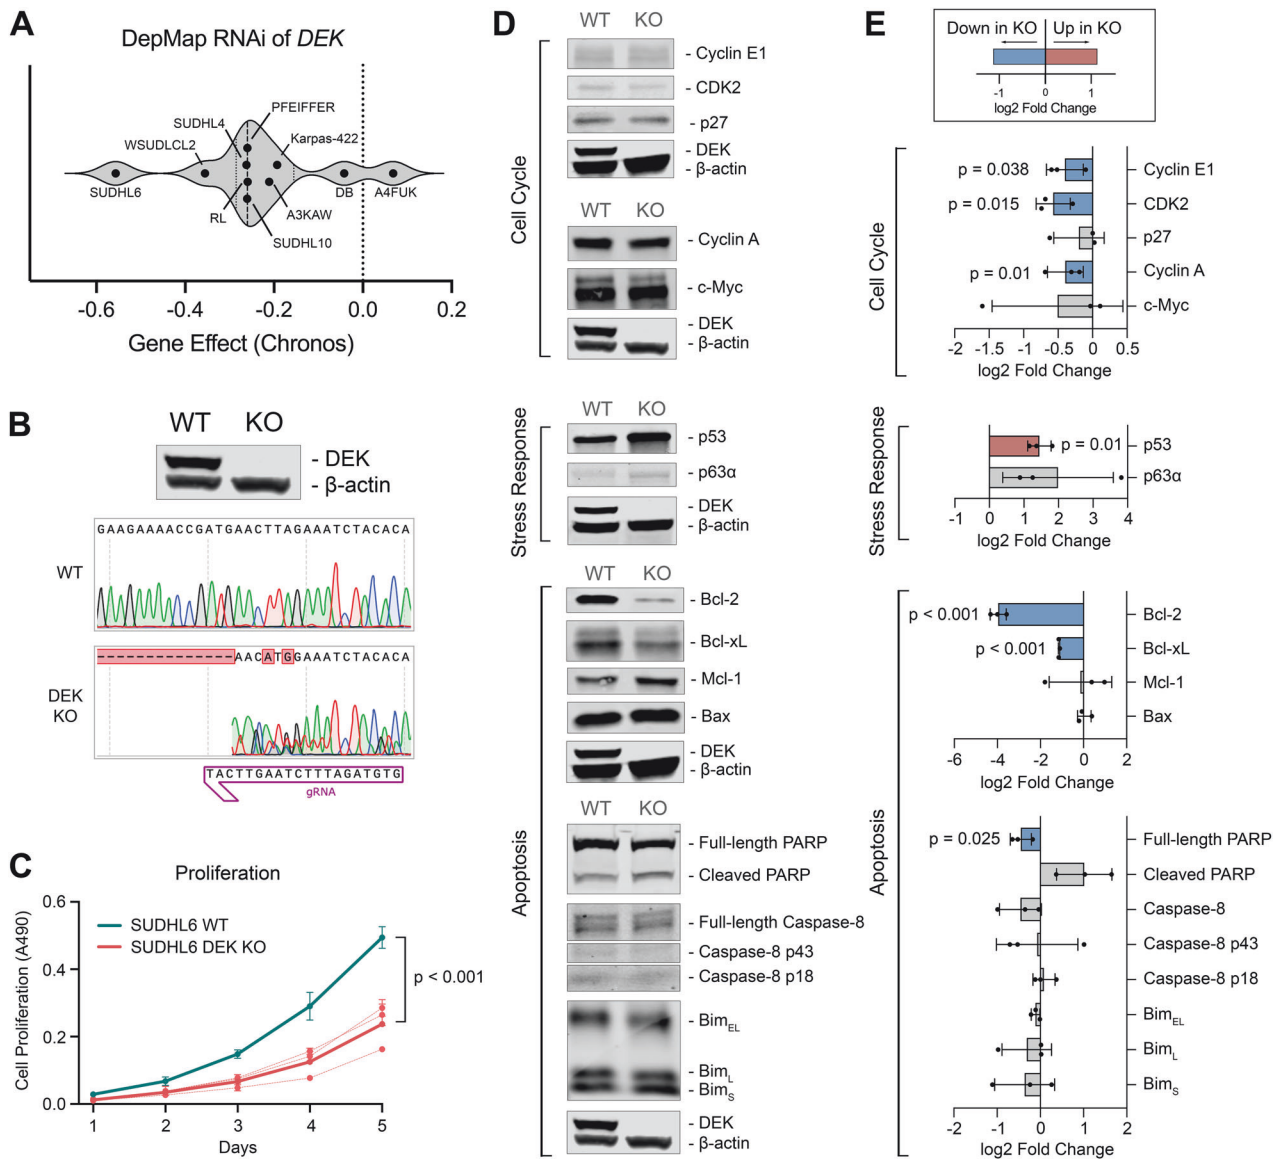 A
DepMap RNAi of DEK
PFEIFFER
SUDHL4
Karpas-422
WSUDLCL2
SUDHL6
DB
A4FUK
RL
A3KAW
SUDHL10
-0.6 -0.4 -0.2 0.0 0.2
Gene Effect (Chronos)
B
WT KO
- DEK
- β-actin
GAAGAAAACCGATGAACTTAGAAATCTACACA
WT
--------------AACATGGAAATCTACACA
DEK
KO
TACTTGAATCTTTAGATGTG
gRNA
C
Proliferation
Cell Proliferation (A490)
0.6
0.4
0.2
0.0
SUDHL6 WT
SUDHL6 DEK KO
p < 0.001
1 2 3 4 5
Days
D
Cell Cycle
WT KO
- Cyclin E1
- CDK2
- p27
- DEK
- β-actin
WT KO
- Cyclin A
- c-Myc
- DEK
- β-actin
Stress Response
WT KO
- p53
- p63α
- DEK
- β-actin
Apoptosis
WT KO
- Bcl-2
- Bcl-xL
- Mcl-1
- Bax
- DEK
- β-actin
WT KO
- Full-length PARP
- Cleaved PARP
- Full-length Caspase-8
- Caspase-8 p43
- Caspase-8 p18
- BimEL
- BimL
- BimS
- DEK
- β-actin
E
Down in KO Up in KO
-1 0 1
log2 Fold Change
Cell Cycle
p = 0.038 Cyclin E1
p = 0.015 CDK2
p27
p = 0.01 Cyclin A
c-Myc
-2 -1.5 -1 -0.5 0 0.5
log2 Fold Change
Stress Response
p = 0.01 p53
p63α
-1 0 1 2 3 4
log2 Fold Change
Apoptosis
p < 0.001 Bcl-2
p < 0.001 Bcl-xL
Mcl-1
Bax
-6 -4 -2 0 2
log2 Fold Change
p = 0.025 Full-length PARP
Cleaved PARP
Caspase-8
Caspase-8 p43
Caspase-8 p18
BimEL
BimL
BimS
-2 -1 0 1 2
log2 Fold Change